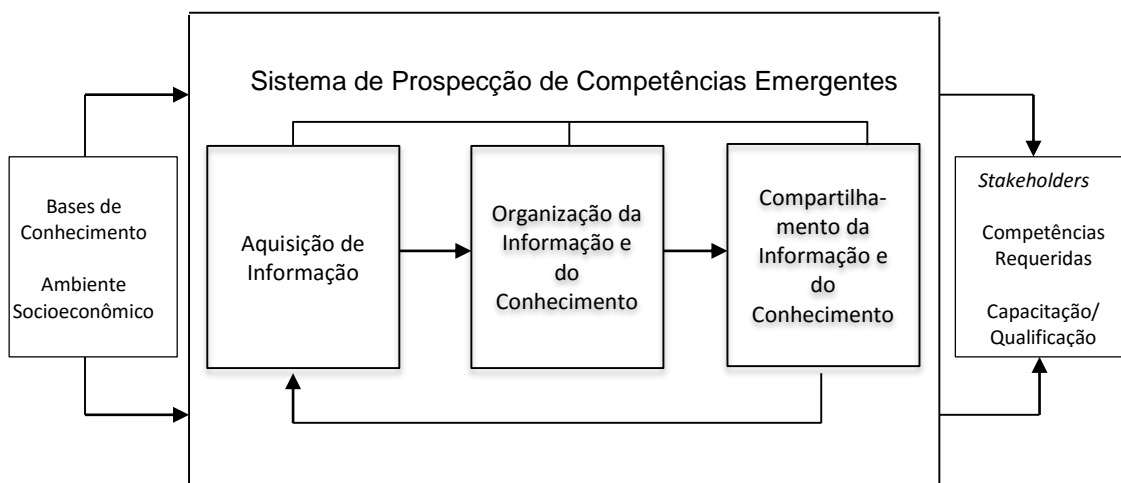 Sistema de Prospecção de Competências Emergentes
Bases de
Conhecimento
Ambiente
Socioeconômico
Aquisição de
Informação
Organização da
Informação e
do
Conhecimento
Compartilha-
mento da
Informação e
do
Conhecimento
Stakeholders
Competências
Requeridas
Capacitação/
Qualificação